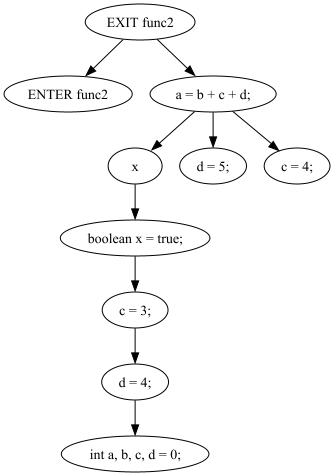 EXIT func2
ENTER func2
a = b + c + d;
x
d = 5;
c = 4;
boolean x = true;
c = 3;
d = 4;
int a, b, c, d = 0;